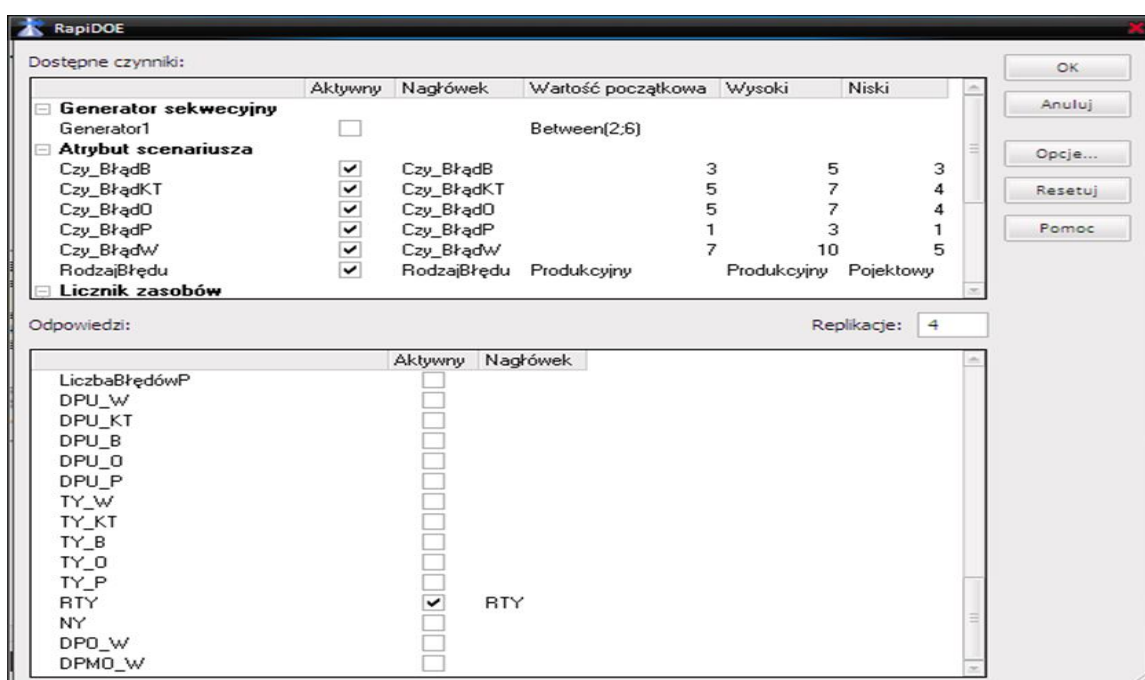 RapiDOE
Dostępne czynniki:
Aktywny Nagłówek Wartość początkowa Wysoki Niski
Generator sekwecyjny
Generator1 Between(2;6)
Atrybut scenariusza
Czy_BłądB Czy_BłądB 3 5 3
Czy_BłądKT Czy_BłądKT 5 7 4
Czy_BłądO Czy_BłądO 5 7 4
Czy_BłądP Czy_BłądP 1 3 1
Czy_BłądW Czy_BłądW 7 10 5
RodzajBłędu RodzajBłędu Produkcyjny Produkcyjny Pojektowy
Licznik zasobów
OK
Anuluj
Opcje...
Resetuj
Pomoc
Odpowiedzi: Replikacje: 4
Aktywny Nagłówek
LiczbaBłędówP
DPU_W
DPU_KT
DPU_B
DPU_O
DPU_P
TY_W
TY_KT
TY_B
TY_O
TY_P
RTY RTY
NY
DPO_W
DPMO_W